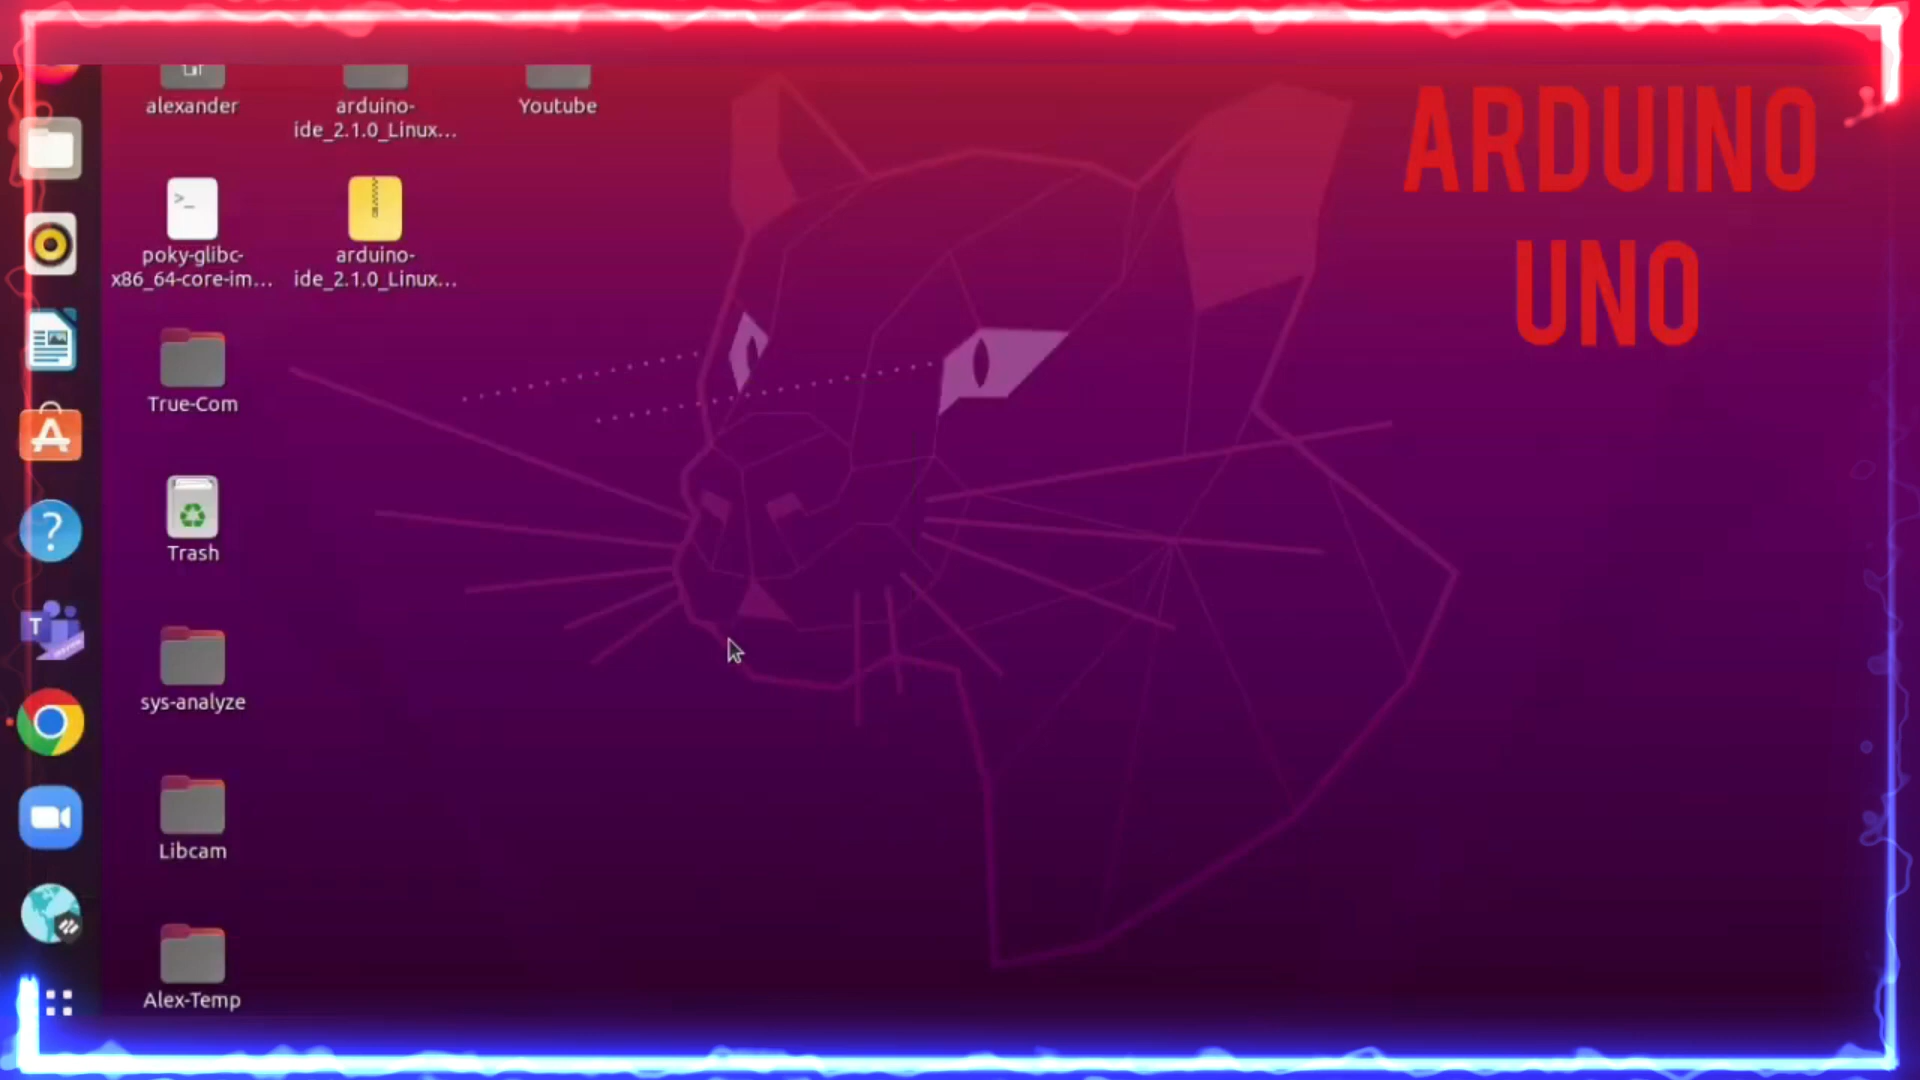 alexander
arduino-
ide_2.1.0_Linux...
Youtube
ARDUINO
UNO
>_
poky-glibc-
x86_64-core-im...
arduino-
ide_2.1.0_Linux...
True-Com
A
Trash
?
T
sys-analyze
Libcam
Alex-Temp